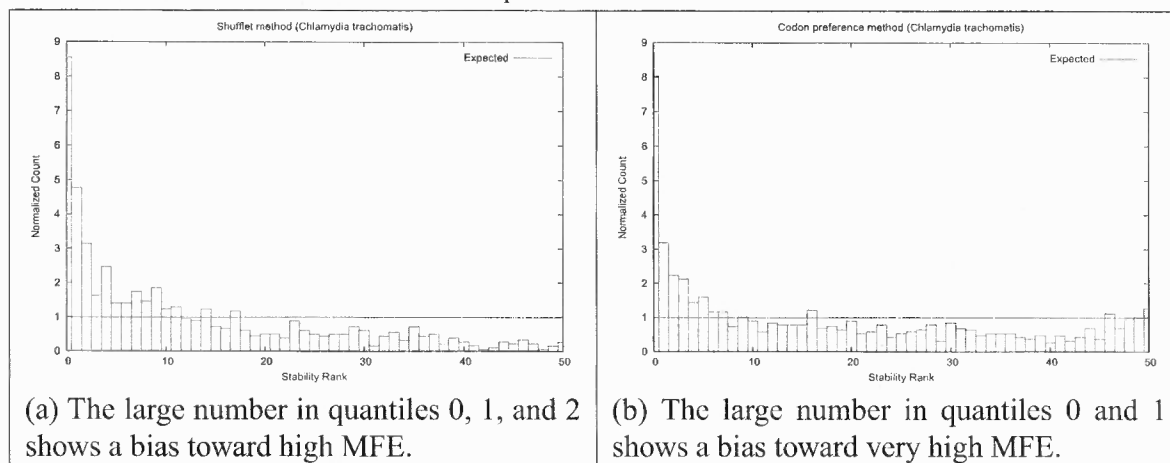 Shufflet method (Chlamydia trachomatis)
Expected
Normalized Count
9
8
7
6
5
4
3
2
1
0
0 10 20 30 40 50
Stability Rank
(a) The large number in quantiles 0, 1, and 2
shows a bias toward high MFE.
Codon preference method (Chlamydia trachomatis)
Expected
Normalized Count
9
8
7
6
5
4
3
2
1
0
0 10 20 30 40 50
Stability Rank
(b) The large number in quantiles 0 and 1
shows a bias toward very high MFE.